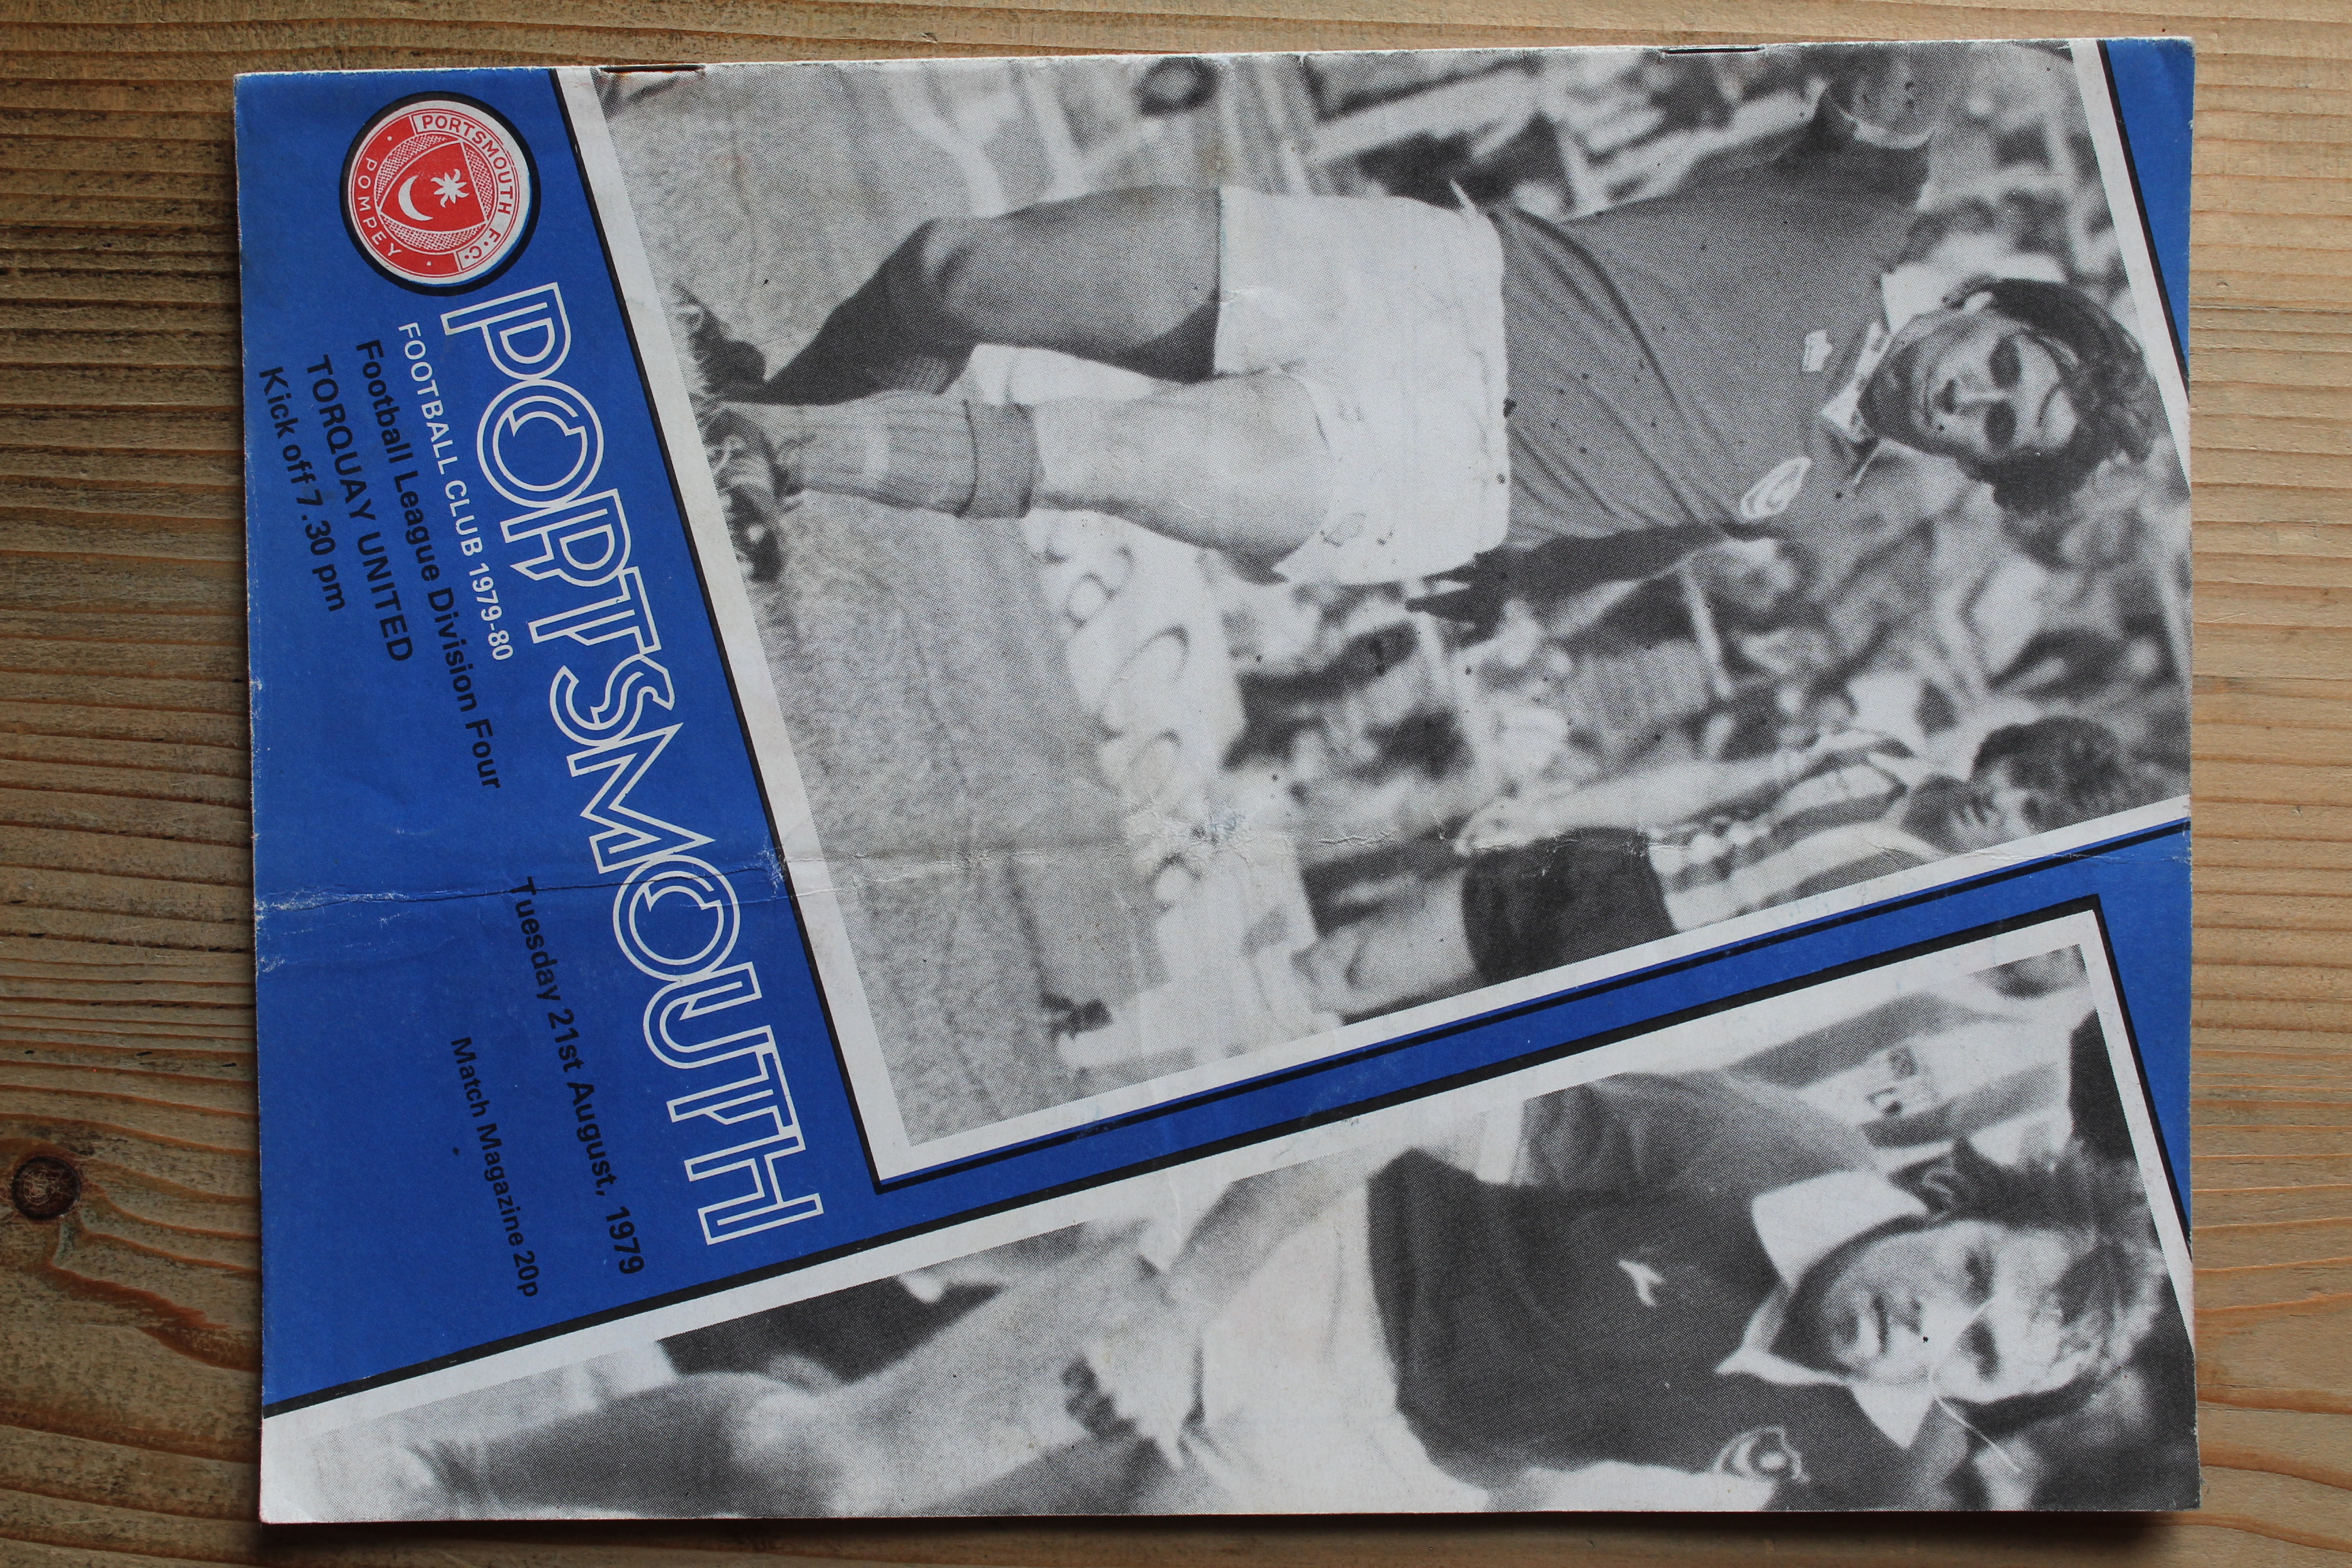 PORTSMOUTH F.C.
POMPEY
PORTSMOUTH
FOOTBALL CLUB 1979-80
Football League Division Four
TORQUAY UNITED
Kick off 7.30 pm
Tuesday 21st August, 1979
Match Magazine 20p